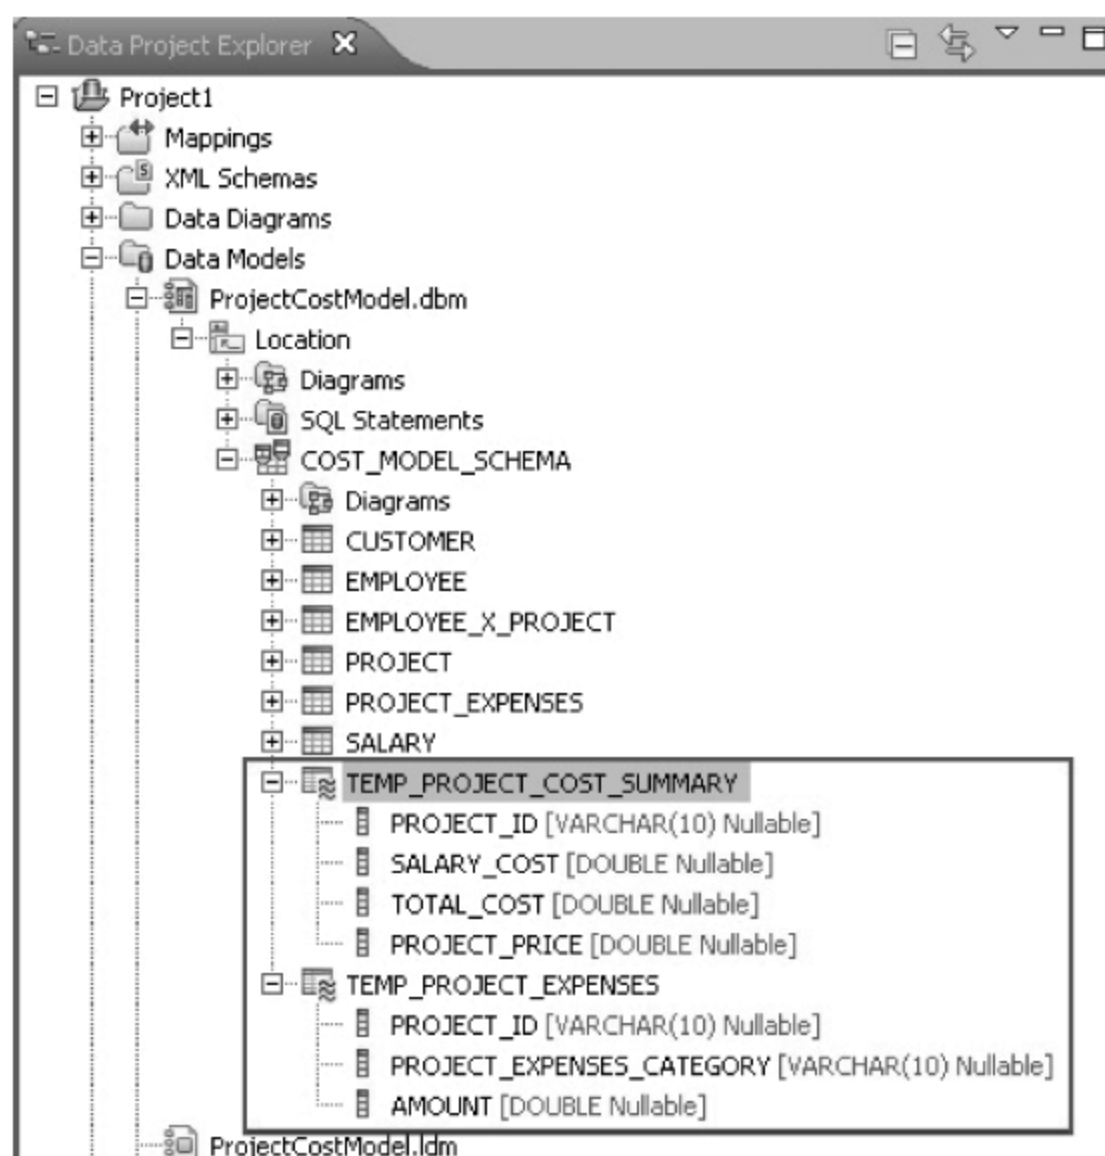 Data Project Explorer
Project1
Mappings
XML Schemas
Data Diagrams
Data Models
ProjectCostModel.dbm
Location
Diagrams
SQL Statements
COST_MODEL_SCHEMA
Diagrams
CUSTOMER
EMPLOYEE
EMPLOYEE_X_PROJECT
PROJECT
PROJECT_EXPENSES
SALARY
TEMP_PROJECT_COST_SUMMARY
PROJECT_ID [VARCHAR(10) Nullable]
SALARY_COST [DOUBLE Nullable]
TOTAL_COST [DOUBLE Nullable]
PROJECT_PRICE [DOUBLE Nullable]
TEMP_PROJECT_EXPENSES
PROJECT_ID [VARCHAR(10) Nullable]
PROJECT_EXPENSES_CATEGORY [VARCHAR(10) Nullable]
AMOUNT [DOUBLE Nullable]
ProjectCostModel.ldm